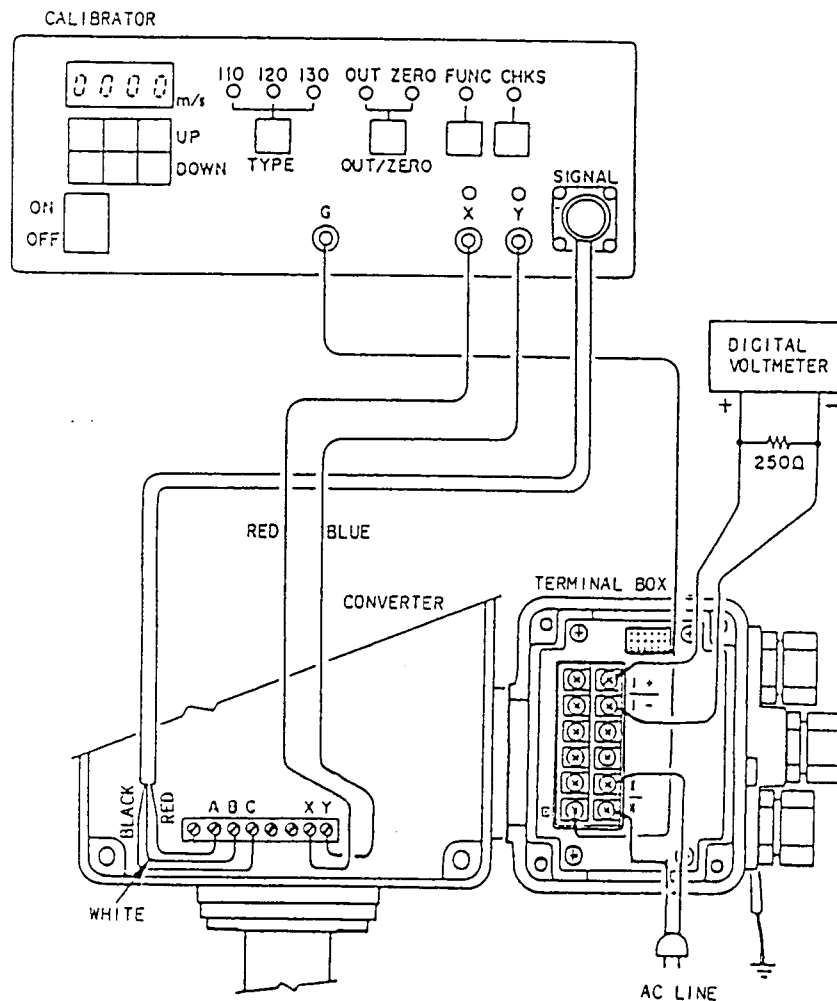 CALIBRATOR
0000 m/s
110 120 130
OUT ZERO
FUNC CHKS
UP
DOWN
TYPE
OUT/ZERO
SIGNAL
ON
OFF
G
X
Y
DIGITAL
VOLTMETER
+ -
250Ω
RED
BLUE
TERMINAL BOX
CONVERTER
I +
I -
BLACK
RED
A B C
X Y
WHITE
AC LINE